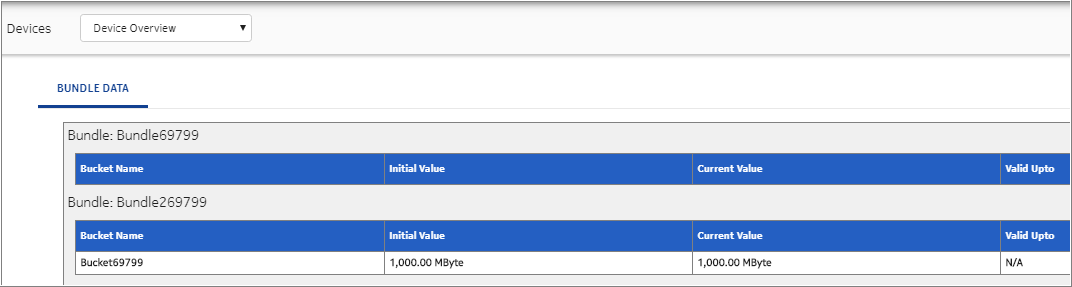 Devices Device Overview
BUNDLE DATA
Bundle: Bundle69799
Bucket Name Initial Value Current Value Valid Upto
Bundle: Bundle269799
Bucket Name Initial Value Current Value Valid Upto
Bucket69799 1,000.00 MByte 1,000.00 MByte N/A